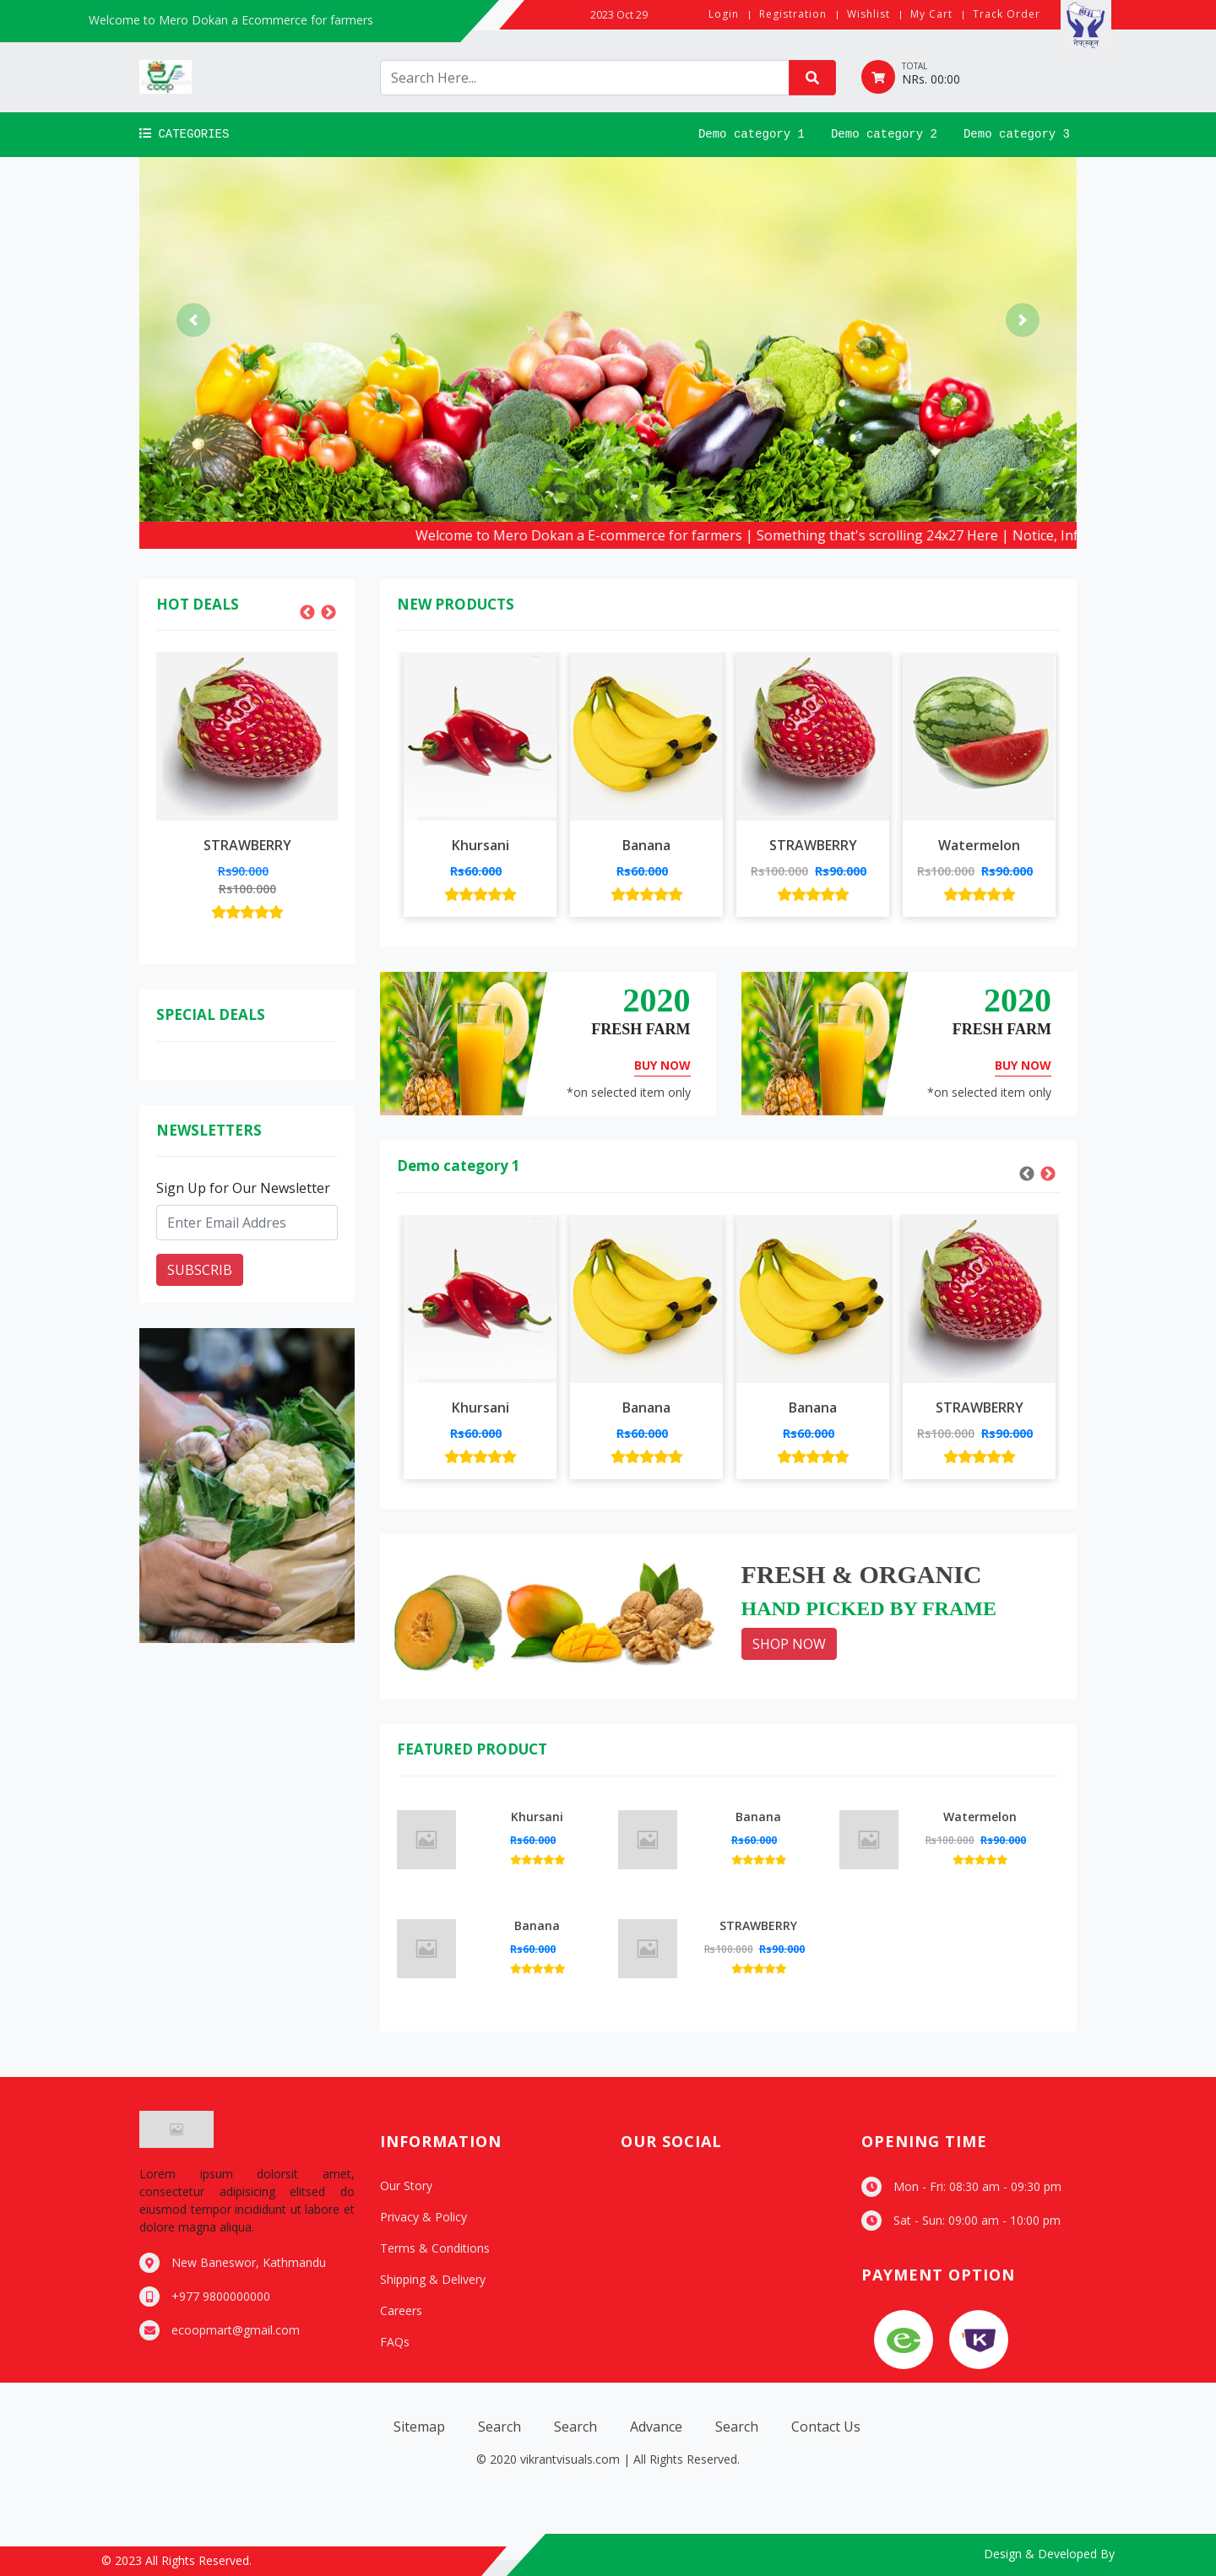 Welcome to Mero Dokan a Ecommerce for farmers
2023 Oct 29
Login | Registration | Wishlist | My Cart | Track Order
नेफ्स्कून
coop
Search Here...
TOTAL
NRs. 00:00
CATEGORIES
Demo category 1 Demo category 2 Demo category 3
Welcome to Mero Dokan a E-commerce for farmers | Something that's scrolling 24x27 Here | Notice, Inf
HOT DEALS
STRAWBERRY
Rs90.000
Rs100.000
SPECIAL DEALS
NEWSLETTERS
Sign Up for Our Newsletter
Enter Email Addres
SUBSCRIB
NEW PRODUCTS
Khursani Banana STRAWBERRY Watermelon
Rs60.000 Rs60.000 Rs100.000 Rs90.000 Rs100.000 Rs90.000
2020
FRESH FARM
BUY NOW
*on selected item only
2020
FRESH FARM
BUY NOW
*on selected item only
Demo category 1
Khursani Banana Banana STRAWBERRY
Rs60.000 Rs60.000 Rs60.000 Rs100.000 Rs90.000
FRESH & ORGANIC
HAND PICKED BY FRAME
SHOP NOW
FEATURED PRODUCT
Khursani Banana Watermelon
Rs60.000 Rs60.000 Rs100.000 Rs90.000
Banana STRAWBERRY
Rs60.000 Rs100.000 Rs90.000
Lorem ipsum dolorsit amet,
consectetur adipisicing elitsed do
eiusmod tempor incididunt ut labore et
dolore magna aliqua.
New Baneswor, Kathmandu
+977 9800000000
ecoopmart@gmail.com
INFORMATION
Our Story
Privacy & Policy
Terms & Conditions
Shipping & Delivery
Careers
FAQs
OUR SOCIAL
OPENING TIME
Mon - Fri: 08:30 am - 09:30 pm
Sat - Sun: 09:00 am - 10:00 pm
PAYMENT OPTION
e
K
Sitemap Search Search Advance Search Contact Us
© 2020 vikrantvisuals.com | All Rights Reserved.
© 2023 All Rights Reserved.
Design & Developed By